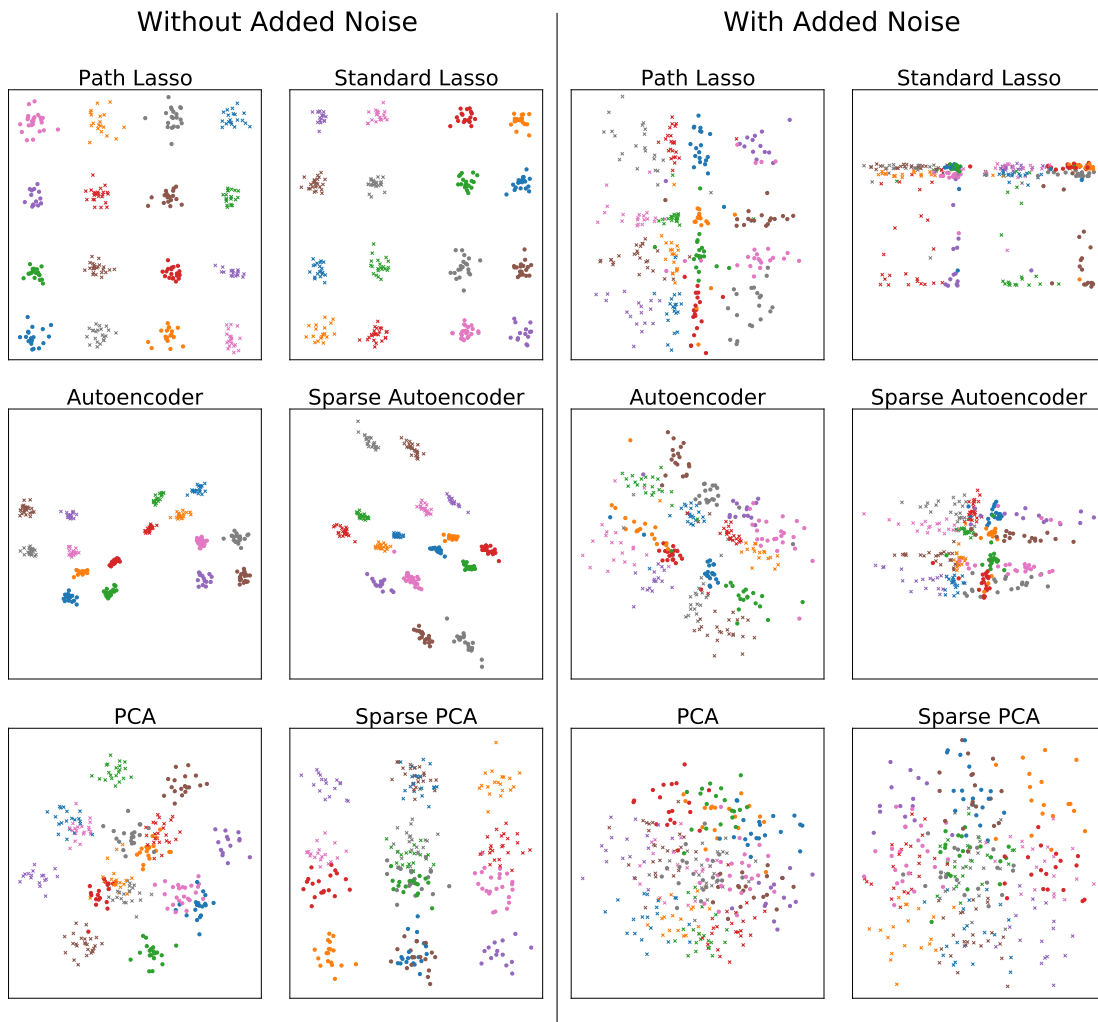 Without Added Noise
With Added Noise
Path Lasso
Standard Lasso
Path Lasso
Standard Lasso
Autoencoder
Sparse Autoencoder
Autoencoder
Sparse Autoencoder
PCA
Sparse PCA
PCA
Sparse PCA